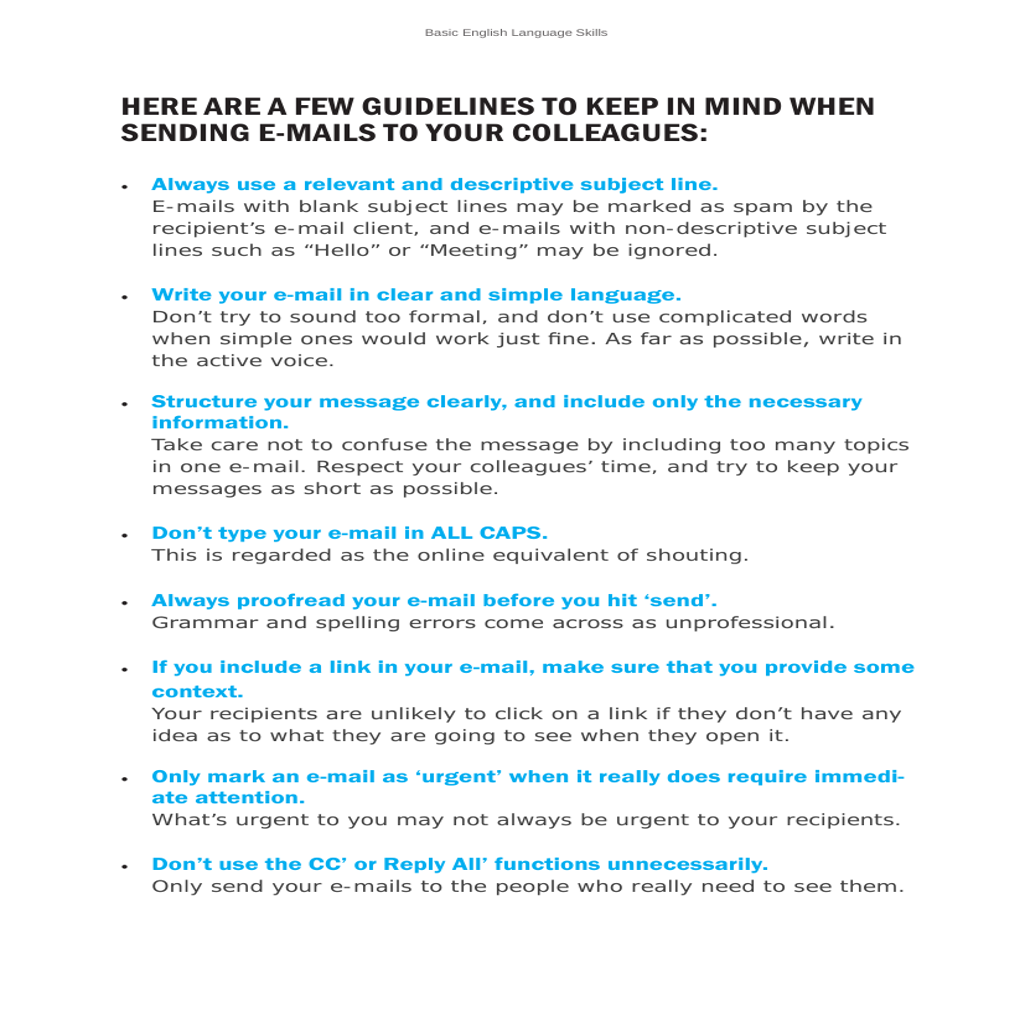 Basic English Language Skills
HERE ARE A FEW GUIDELINES TO KEEP IN MIND WHEN
SENDING E-MAILS TO YOUR COLLEAGUES:
• Always use a relevant and descriptive subject line.
E-mails with blank subject lines may be marked as spam by the
recipient’s e-mail client, and e-mails with non-descriptive subject
lines such as “Hello” or “Meeting” may be ignored.
• Write your e-mail in clear and simple language.
Don’t try to sound too formal, and don’t use complicated words
when simple ones would work just fine. As far as possible, write in
the active voice.
• Structure your message clearly, and include only the necessary
information.
Take care not to confuse the message by including too many topics
in one e-mail. Respect your colleagues’ time, and try to keep your
messages as short as possible.
• Don’t type your e-mail in ALL CAPS.
This is regarded as the online equivalent of shouting.
• Always proofread your e-mail before you hit ‘send’.
Grammar and spelling errors come across as unprofessional.
• If you include a link in your e-mail, make sure that you provide some
context.
Your recipients are unlikely to click on a link if they don’t have any
idea as to what they are going to see when they open it.
• Only mark an e-mail as ‘urgent’ when it really does require immedi-
ate attention.
What’s urgent to you may not always be urgent to your recipients.
• Don’t use the CC’ or Reply All’ functions unnecessarily.
Only send your e-mails to the people who really need to see them.